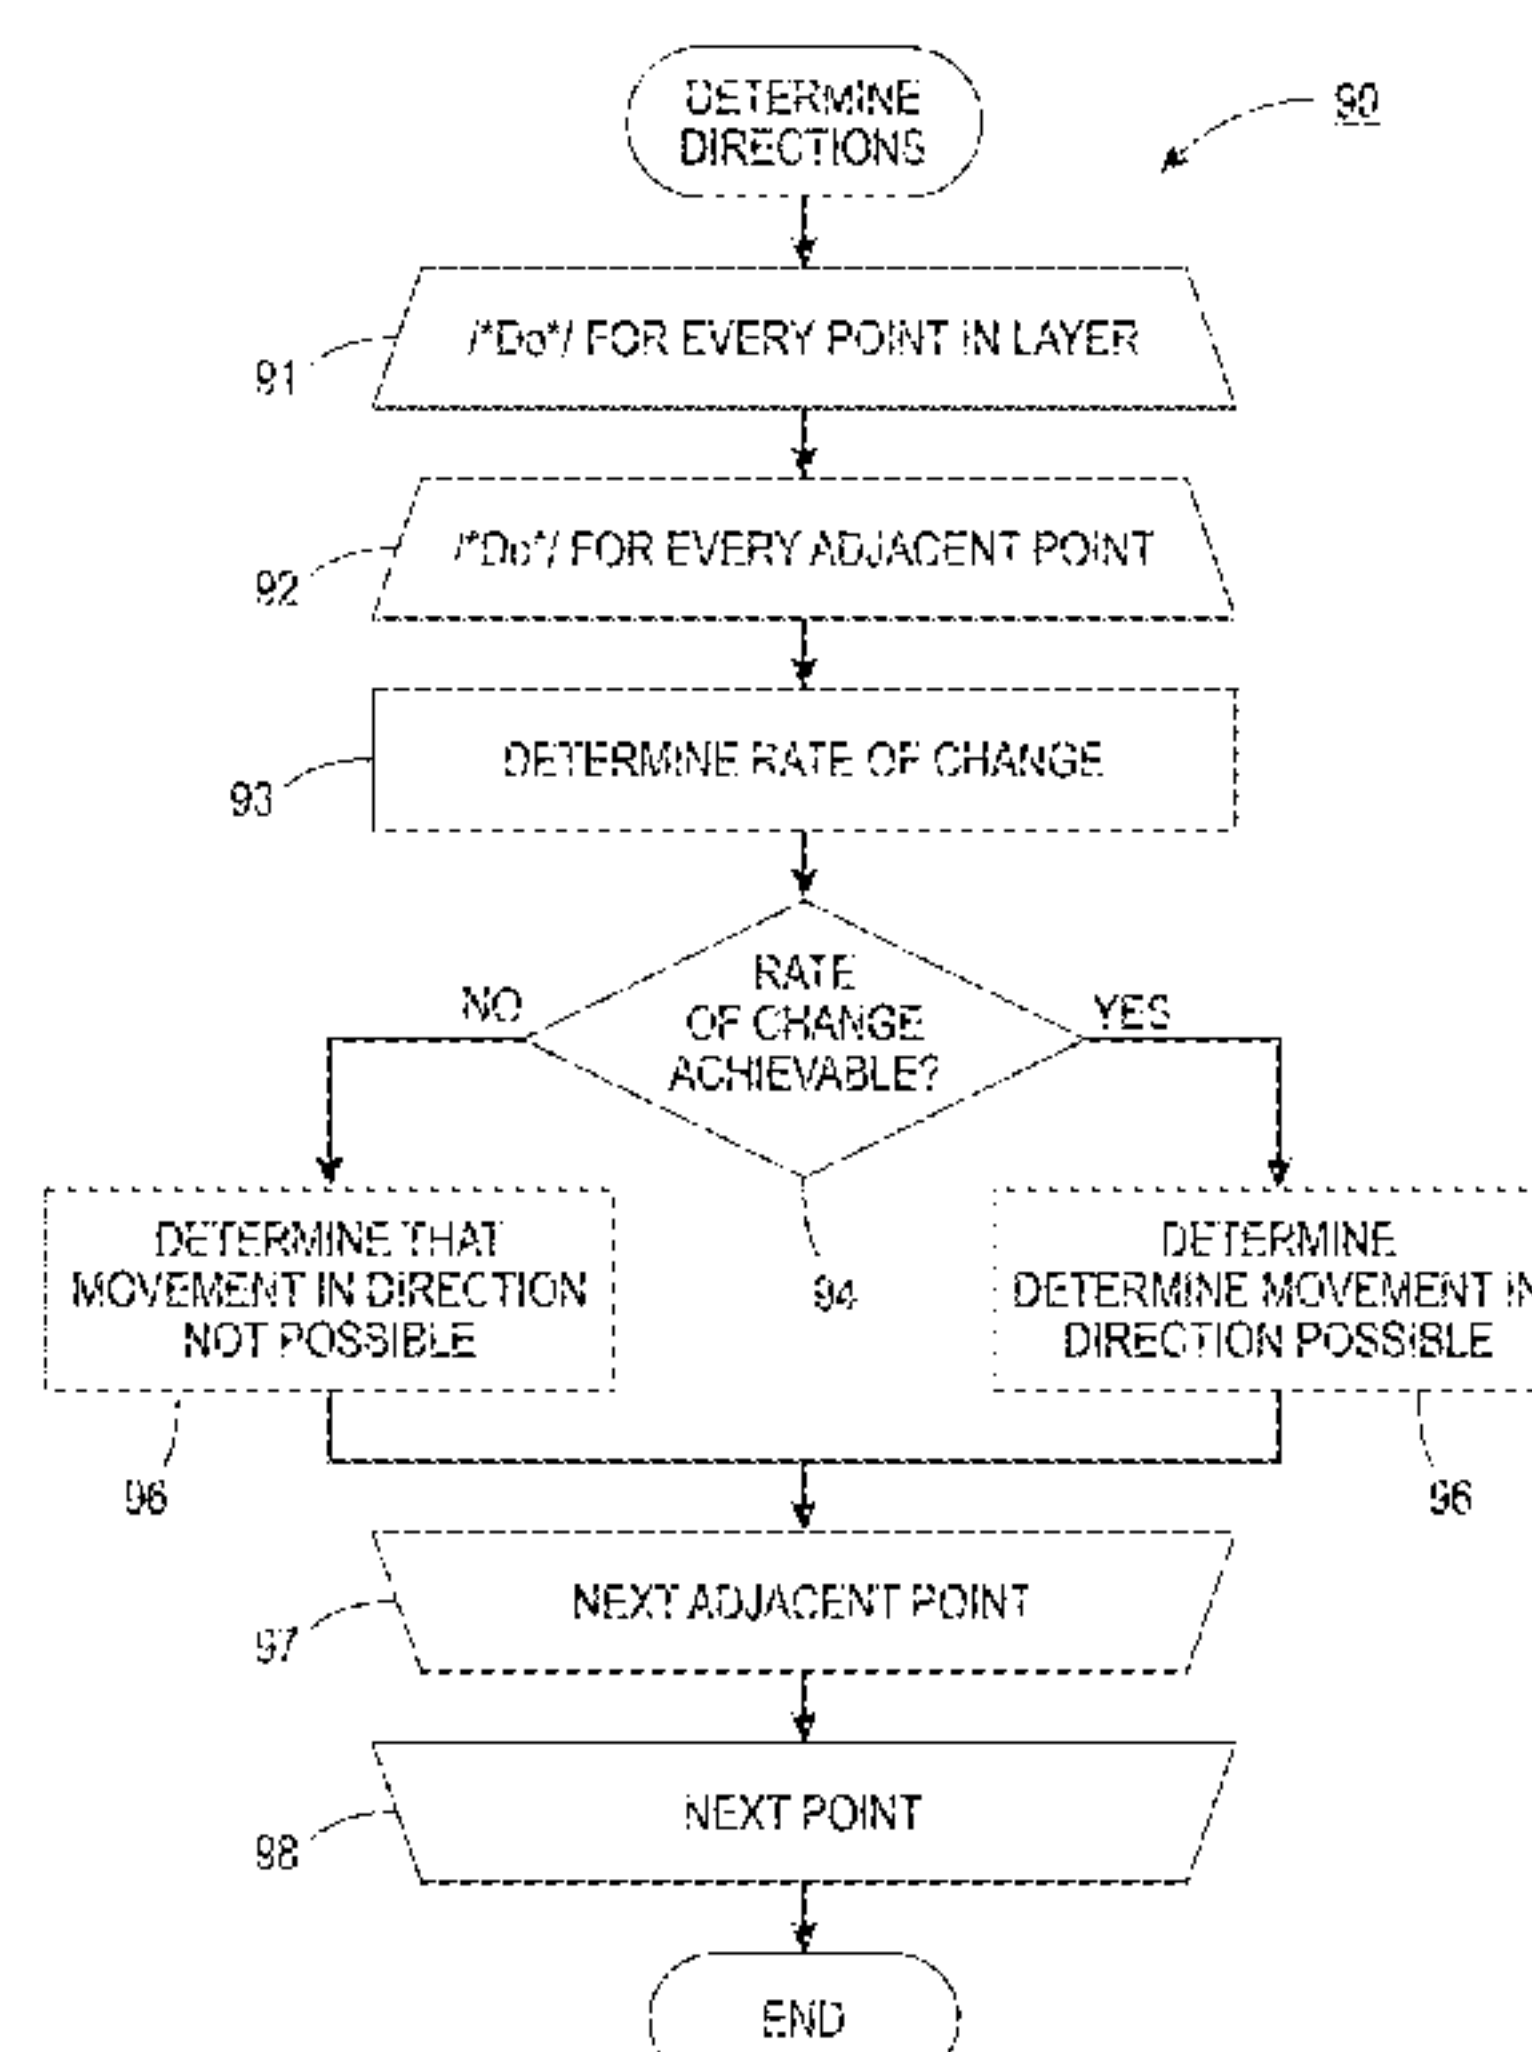 DETERMINE
DIRECTIONS
90
/*Do*/ FOR EVERY POINT IN LAYER
91
/*Do*/ FOR EVERY ADJACENT POINT
92
DETERMINE RATE OF CHANGE
93
RATE
OF CHANGE
ACHIEVABLE?
NO
YES
94
DETERMINE THAT
MOVEMENT IN DIRECTION
NOT POSSIBLE
96
DETERMINE
DETERMINE MOVEMENT IN
DIRECTION POSSIBLE
96
NEXT ADJACENT POINT
97
NEXT POINT
98
END